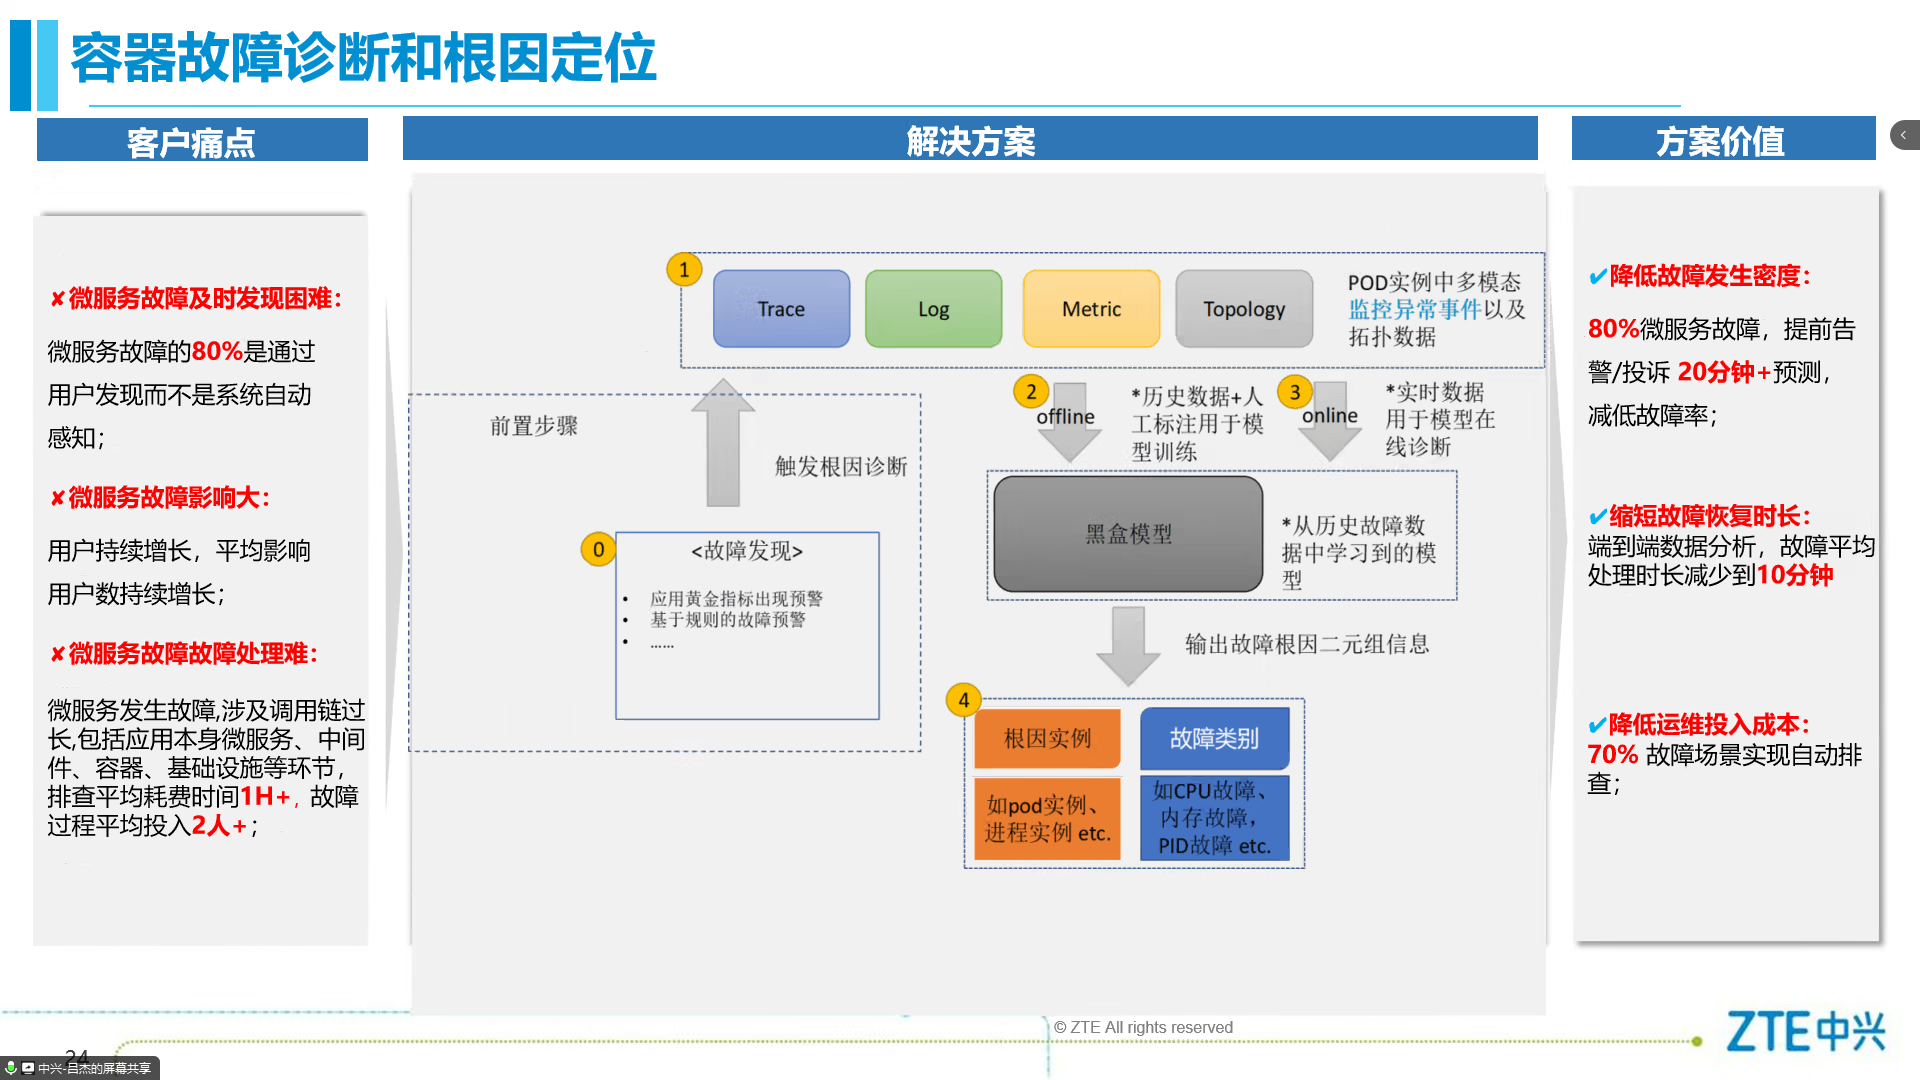 容器故障诊断和根因定位
客户痛点
✘微服务故障及时发现困难：
微服务故障的80%是通过
用户发现而不是系统自动
感知；
✘微服务故障影响大：
用户持续增长，平均影响
用户数持续增长；
✘微服务故障故障处理难：
微服务发生故障,涉及调用链过
长,包括应用本身微服务、中间
件、容器、基础设施等环节，
排查平均耗费时间1H+，故障
过程平均投入2人+；
解决方案
1
Trace
Log
Metric
Topology
POD实例中多模态
监控异常事件以及
拓扑数据
前置步骤
触发根因诊断
0
<故障发现>
• 应用黄金指标出现预警
• 基于规则的故障预警
• ……
2
offline
*历史数据+人
工标注用于模
型训练
3
online
*实时数据
用于模型在
线诊断
黑盒模型
*从历史故障数
据中学习到的模
型
输出故障根因二元组信息
4
根因实例
故障类别
如pod实例、
进程实例 etc.
如CPU故障、
内存故障，
PID故障 etc.
方案价值
✔降低故障发生密度：
80%微服务故障，提前告
警/投诉 20分钟+预测，
减低故障率；
✔缩短故障恢复时长：
端到端数据分析，故障平均
处理时长减少到10分钟
✔降低运维投入成本：
70% 故障场景实现自动排
查；
© ZTE All rights reserved
ZTE中兴
24
中兴-吕杰的屏幕共享